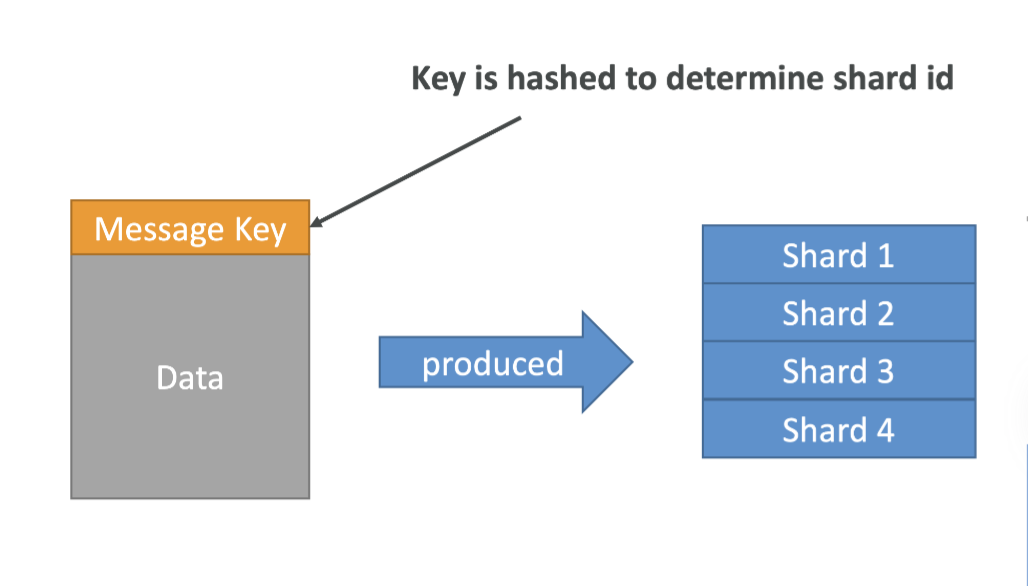 Key is hashed to determine shard id
Message Key
Data
produced
Shard 1
Shard 2
Shard 3
Shard 4